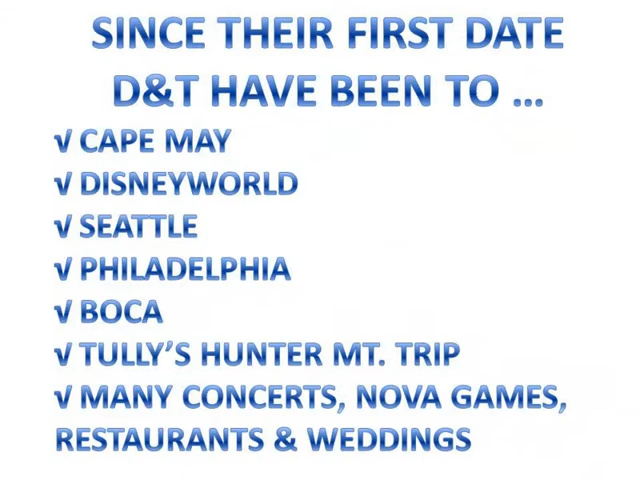 SINCE THEIR FIRST DATE
D&T HAVE BEEN TO ...
√ CAPE MAY
√ DISNEYWORLD
√ SEATTLE
√ PHILADELPHIA
√ BOCA
√ TULLY’S HUNTER MT. TRIP
√ MANY CONCERTS, NOVA GAMES,
RESTAURANTS & WEDDINGS